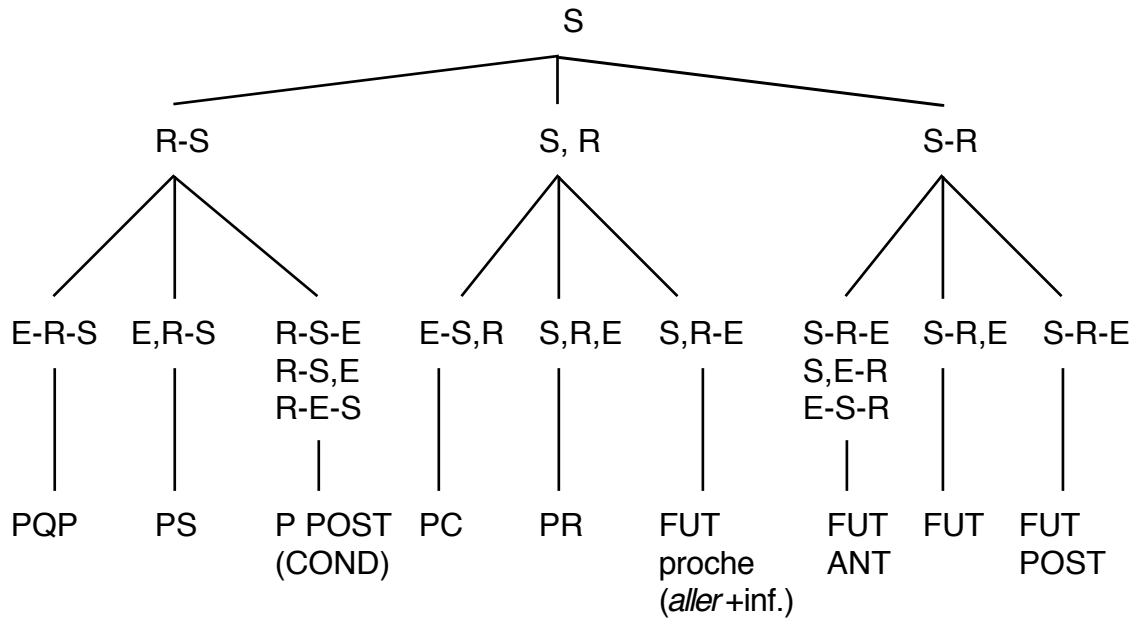 S
R-S S, R S-R
E-R-S E,R-S R-S-E E-S,R S,R,E S,R-E S-R-E S-R,E S-R-E
R-S,E S,E-R
R-E-S E-S-R
PQP PS P POST PC PR FUT FUT FUT FUT
(COND) proche ANT POST
(aller+inf.)